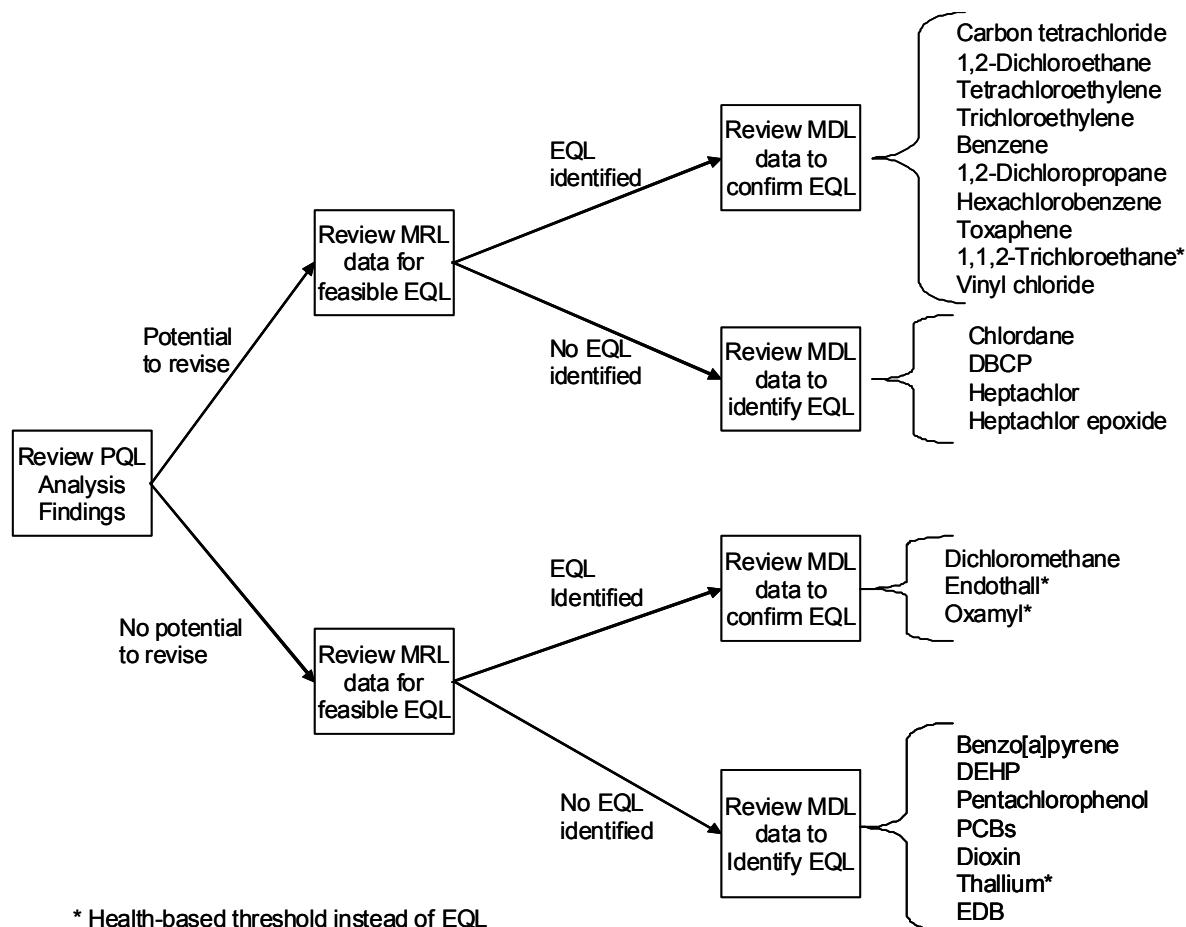 Review PQL
Analysis
Findings
Potential
to revise
No potential
to revise
Review MRL
data for
feasible EQL
EQL
identified
No EQL
identified
Review MDL
data to
confirm EQL
Carbon tetrachloride
1,2-Dichloroethane
Tetrachloroethylene
Trichloroethylene
Benzene
1,2-Dichloropropane
Hexachlorobenzene
Toxaphene
1,1,2-Trichloroethane*
Vinyl chloride
Review MDL
data to
identify EQL
Chlordane
DBCP
Heptachlor
Heptachlor epoxide
Review MRL
data for
feasible EQL
EQL
Identified
No EQL
identified
Review MDL
data to
confirm EQL
Dichloromethane
Endothall*
Oxamyl*
Review MDL
data to
Identify EQL
Benzo[a]pyrene
DEHP
Pentachlorophenol
PCBs
Dioxin
Thallium*
EDB
* Health-based threshold instead of EQL